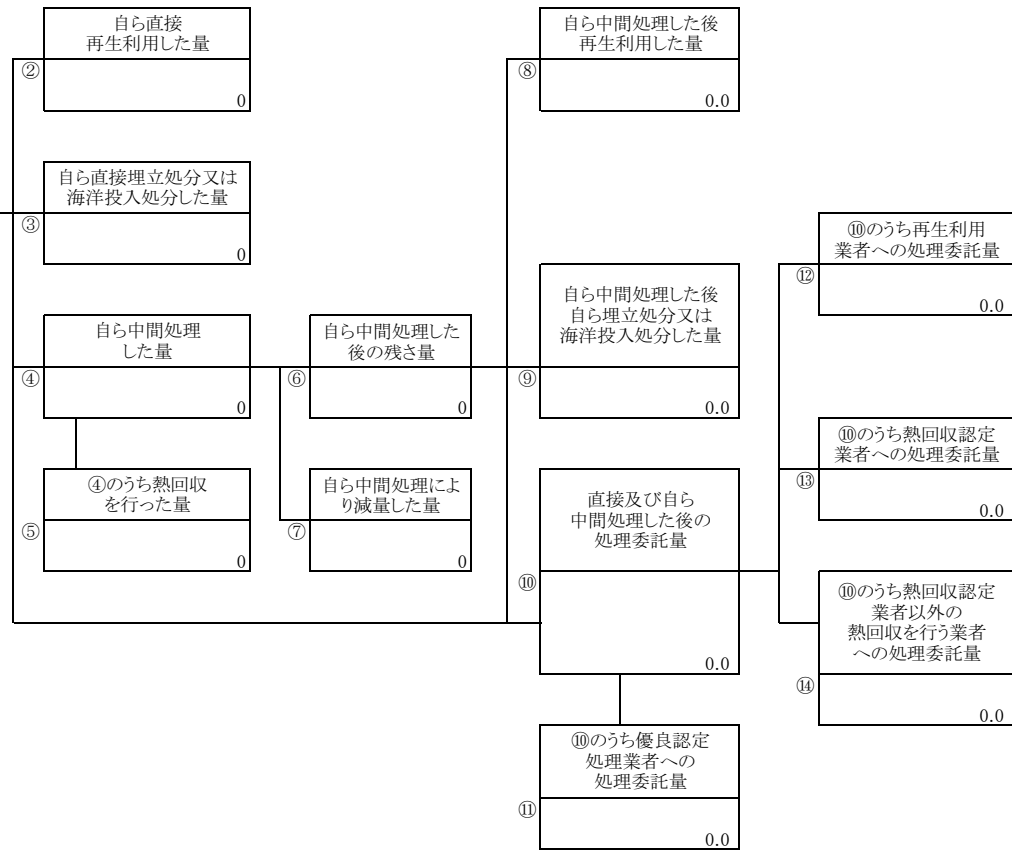 自ら直接
再生利用した量
②
0
自ら直接埋立処分又は
海洋投入処分した量
③
0
自ら中間処理
した量
④
0
④のうち熱回収
を行った量
⑤
0
自ら中間処理した
後の残さ量
⑥
0
自ら中間処理によ
り減量した量
⑦
0
自ら中間処理した後
再生利用した量
⑧
0.0
自ら中間処理した後
自ら埋立処分又は
海洋投入処分した量
⑨
0.0
直接及び自ら
中間処理した後の
処理委託量
⑩
0.0
⑩のうち優良認定
処理業者への
処理委託量
⑪
0.0
⑩のうち再生利用
業者への処理委託量
⑫
0.0
⑩のうち熱回収認定
業者への処理委託量
⑬
0.0
⑩のうち熱回収認定
業者以外の
熱回収を行う業者
への処理委託量
⑭
0.0